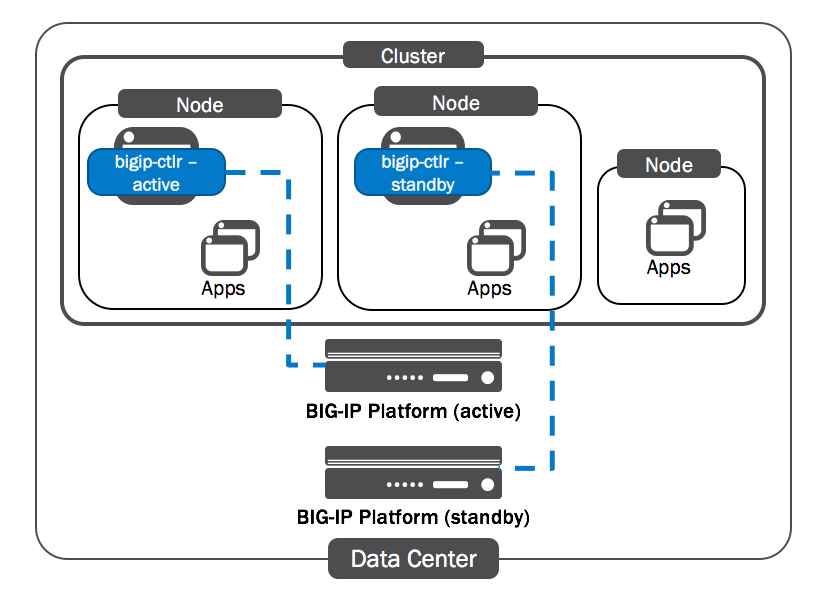 Cluster
Node
Node
Node
bigip-ctlr –
active
bigip-ctlr –
standby
Apps
Apps
Apps
BIG-IP Platform (active)
BIG-IP Platform (standby)
Data Center